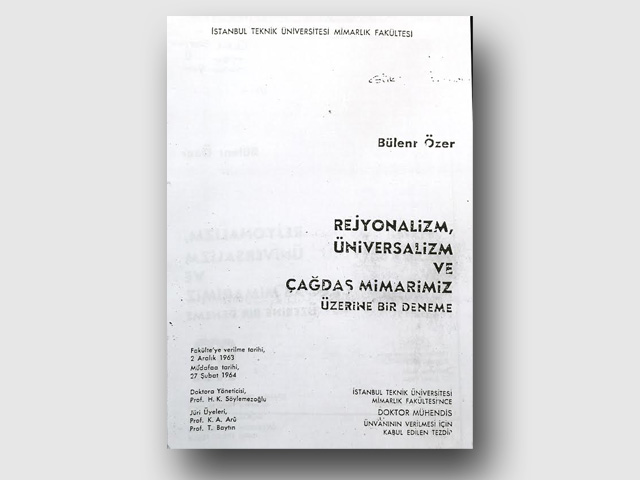 İSTANBUL TEKNİK ÜNİVERSİTESİ MİMARLIK FAKÜLTESİ
Bülent Özer
REJYONALİZM,
ÜNİVERSALİZM
VE
ÇAĞDAŞ MİMARİMİZ
ÜZERİNE BİR DENEME
Fakülte'ye verilme tarihi,
2 Aralık 1963
Müdafaa tarihi,
27 Şubat 1964
Doktora Yöneticisi,
Prof. H. K. Söylemezoğlu
Jüri Üyeleri,
Prof. K. A. Arû
Prof. T. Baytın
İSTANBUL TEKNİK ÜNİVERSİTESİ
MİMARLIK FAKÜLTESİ'NCE
DOKTOR MÜHENDİS
ÜNVÂNININ VERİLMESİ İÇİN
KABUL EDİLEN TEZDİR